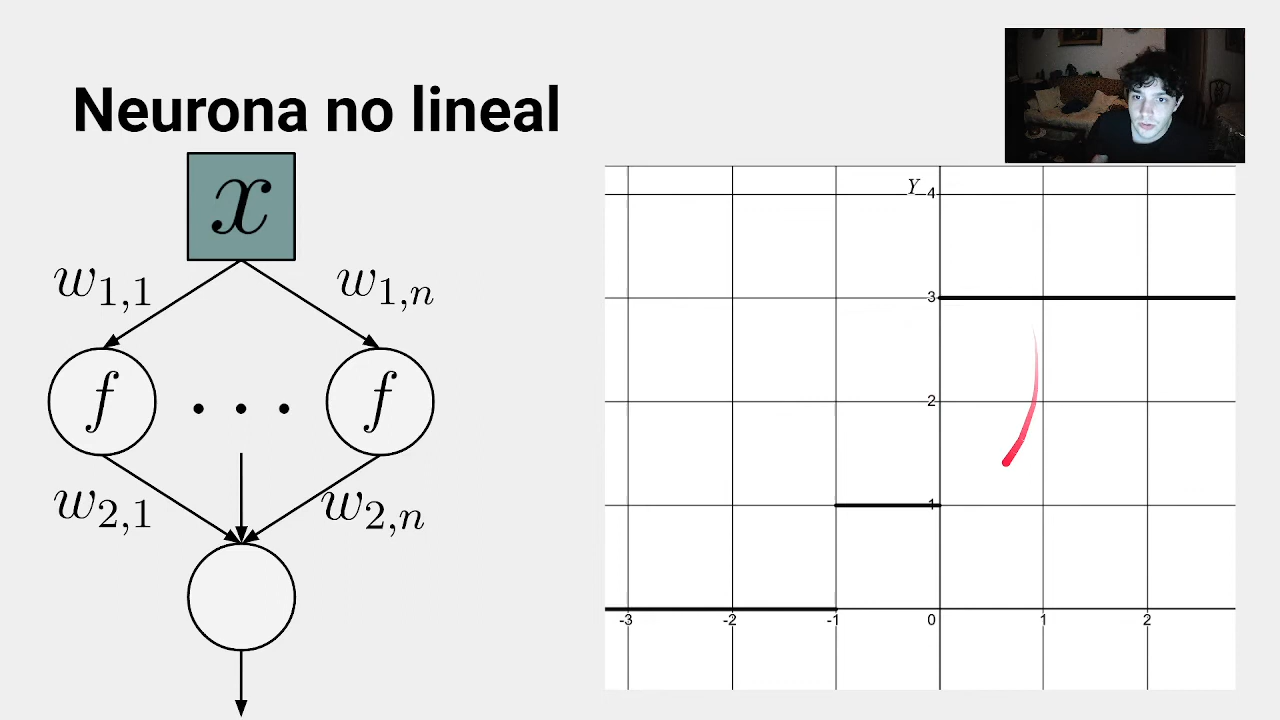 Neurona no lineal
x
w1,1
w1,n
f
. . .
f
w2,1
w2,n
Y
4
3
2
1
-3
-2
-1
0
1
2